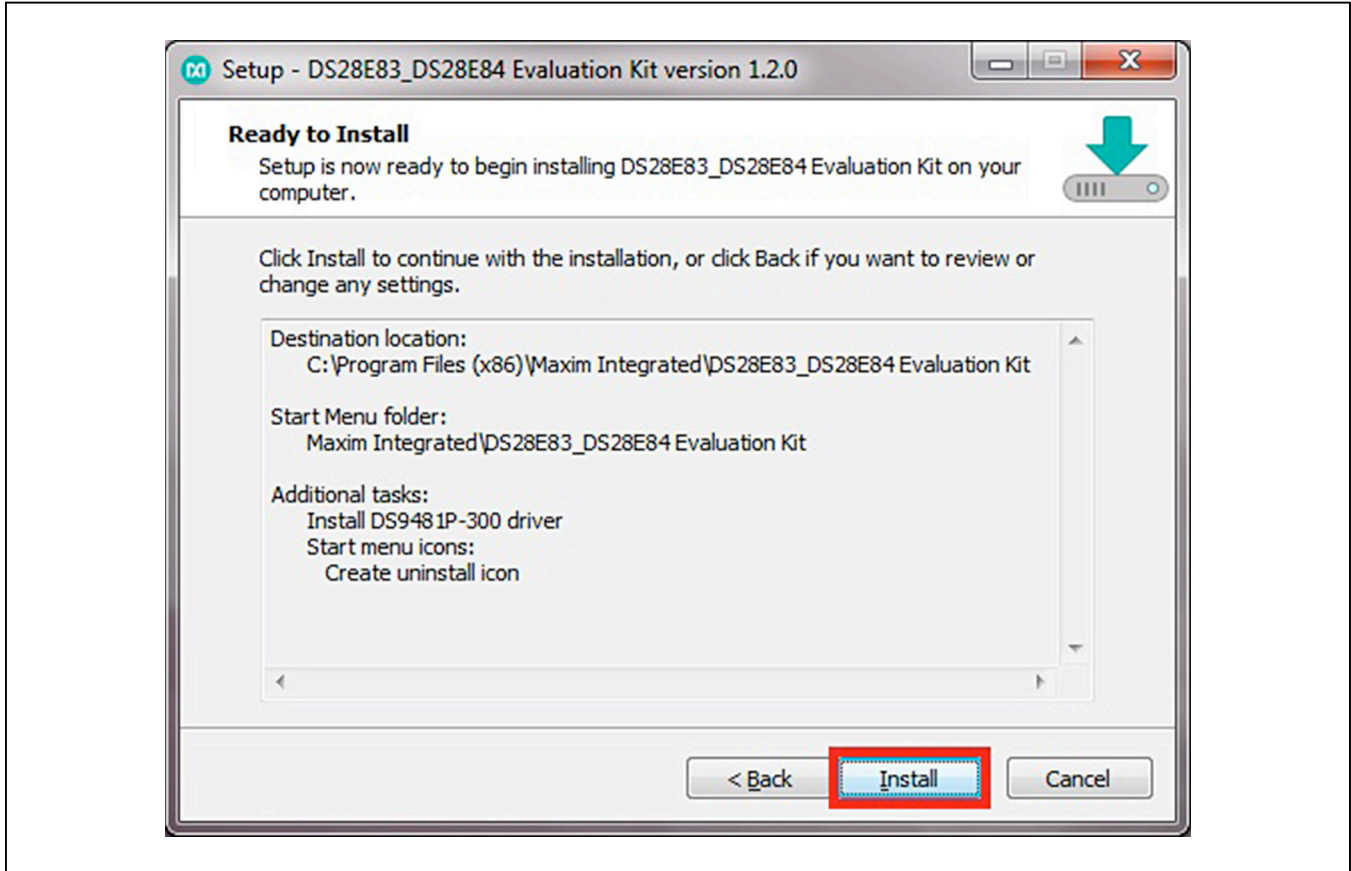 Setup - DS28E83_DS28E84 Evaluation Kit version 1.2.0
Ready to Install
Setup is now ready to begin installing DS28E83_DS28E84 Evaluation Kit on your
computer.
Click Install to continue with the installation, or click Back if you want to review or
change any settings.
Destination location:
C:\Program Files (x86)\Maxim Integrated\DS28E83_DS28E84 Evaluation Kit
Start Menu folder:
Maxim Integrated\DS28E83_DS28E84 Evaluation Kit
Additional tasks:
Install DS9481P-300 driver
Start menu icons:
Create uninstall icon
< Back Install Cancel